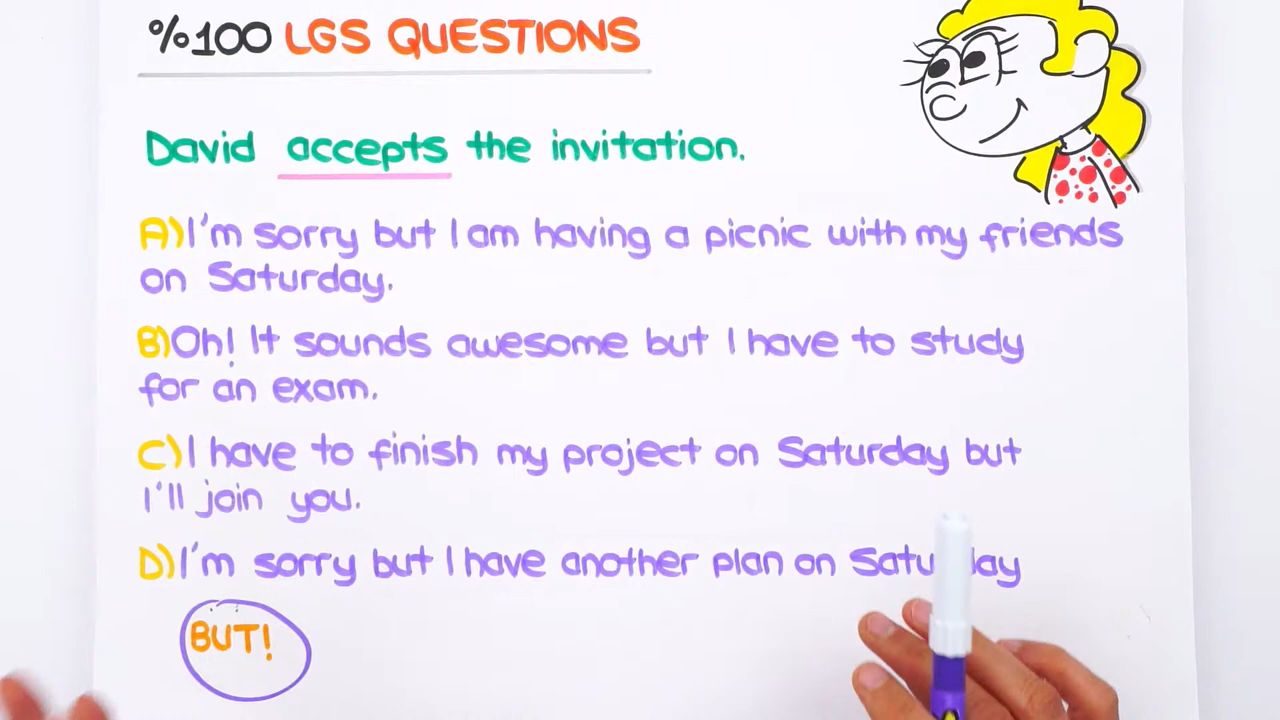 %100 LGS QUESTIONS
David accepts the invitation.
A) I'm sorry but I am having a picnic with my friends
on Saturday.
B) Oh! It sounds awesome but I have to study
for an exam.
C) I have to finish my project on Saturday but
I'll join you.
D) I'm sorry but I have another plan on Saturday
BUT!